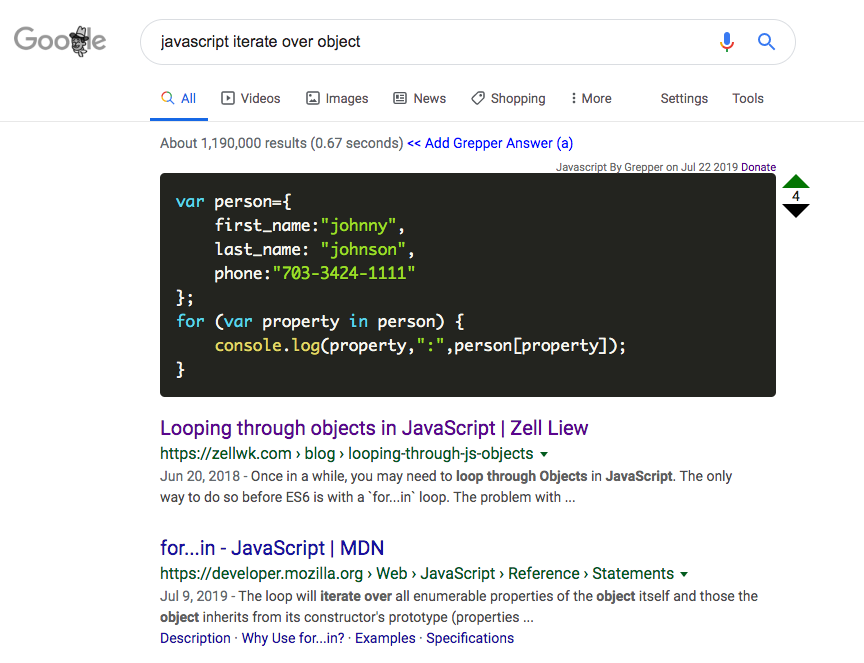 Google
javascript iterate over object
All Videos Images News Shopping More Settings Tools
About 1,190,000 results (0.67 seconds) << Add Grepper Answer (a)
Javascript By Grepper on Jul 22 2019 Donate
4
var person={
    first_name:"johnny",
    last_name: "johnson",
    phone:"703-3424-1111"
};
for (var property in person) {
    console.log(property,":",person[property]);
}
Looping through objects in JavaScript | Zell Liew
https://zellwk.com › blog › looping-through-js-objects
Jun 20, 2018 - Once in a while, you may need to loop through Objects in JavaScript. The only
way to do so before ES6 is with a `for...in` loop. The problem with ...
for...in - JavaScript | MDN
https://developer.mozilla.org › Web › JavaScript › Reference › Statements
Jul 9, 2019 - The loop will iterate over all enumerable properties of the object itself and those the
object inherits from its constructor's prototype (properties ...
Description · Why Use for...in? · Examples · Specifications